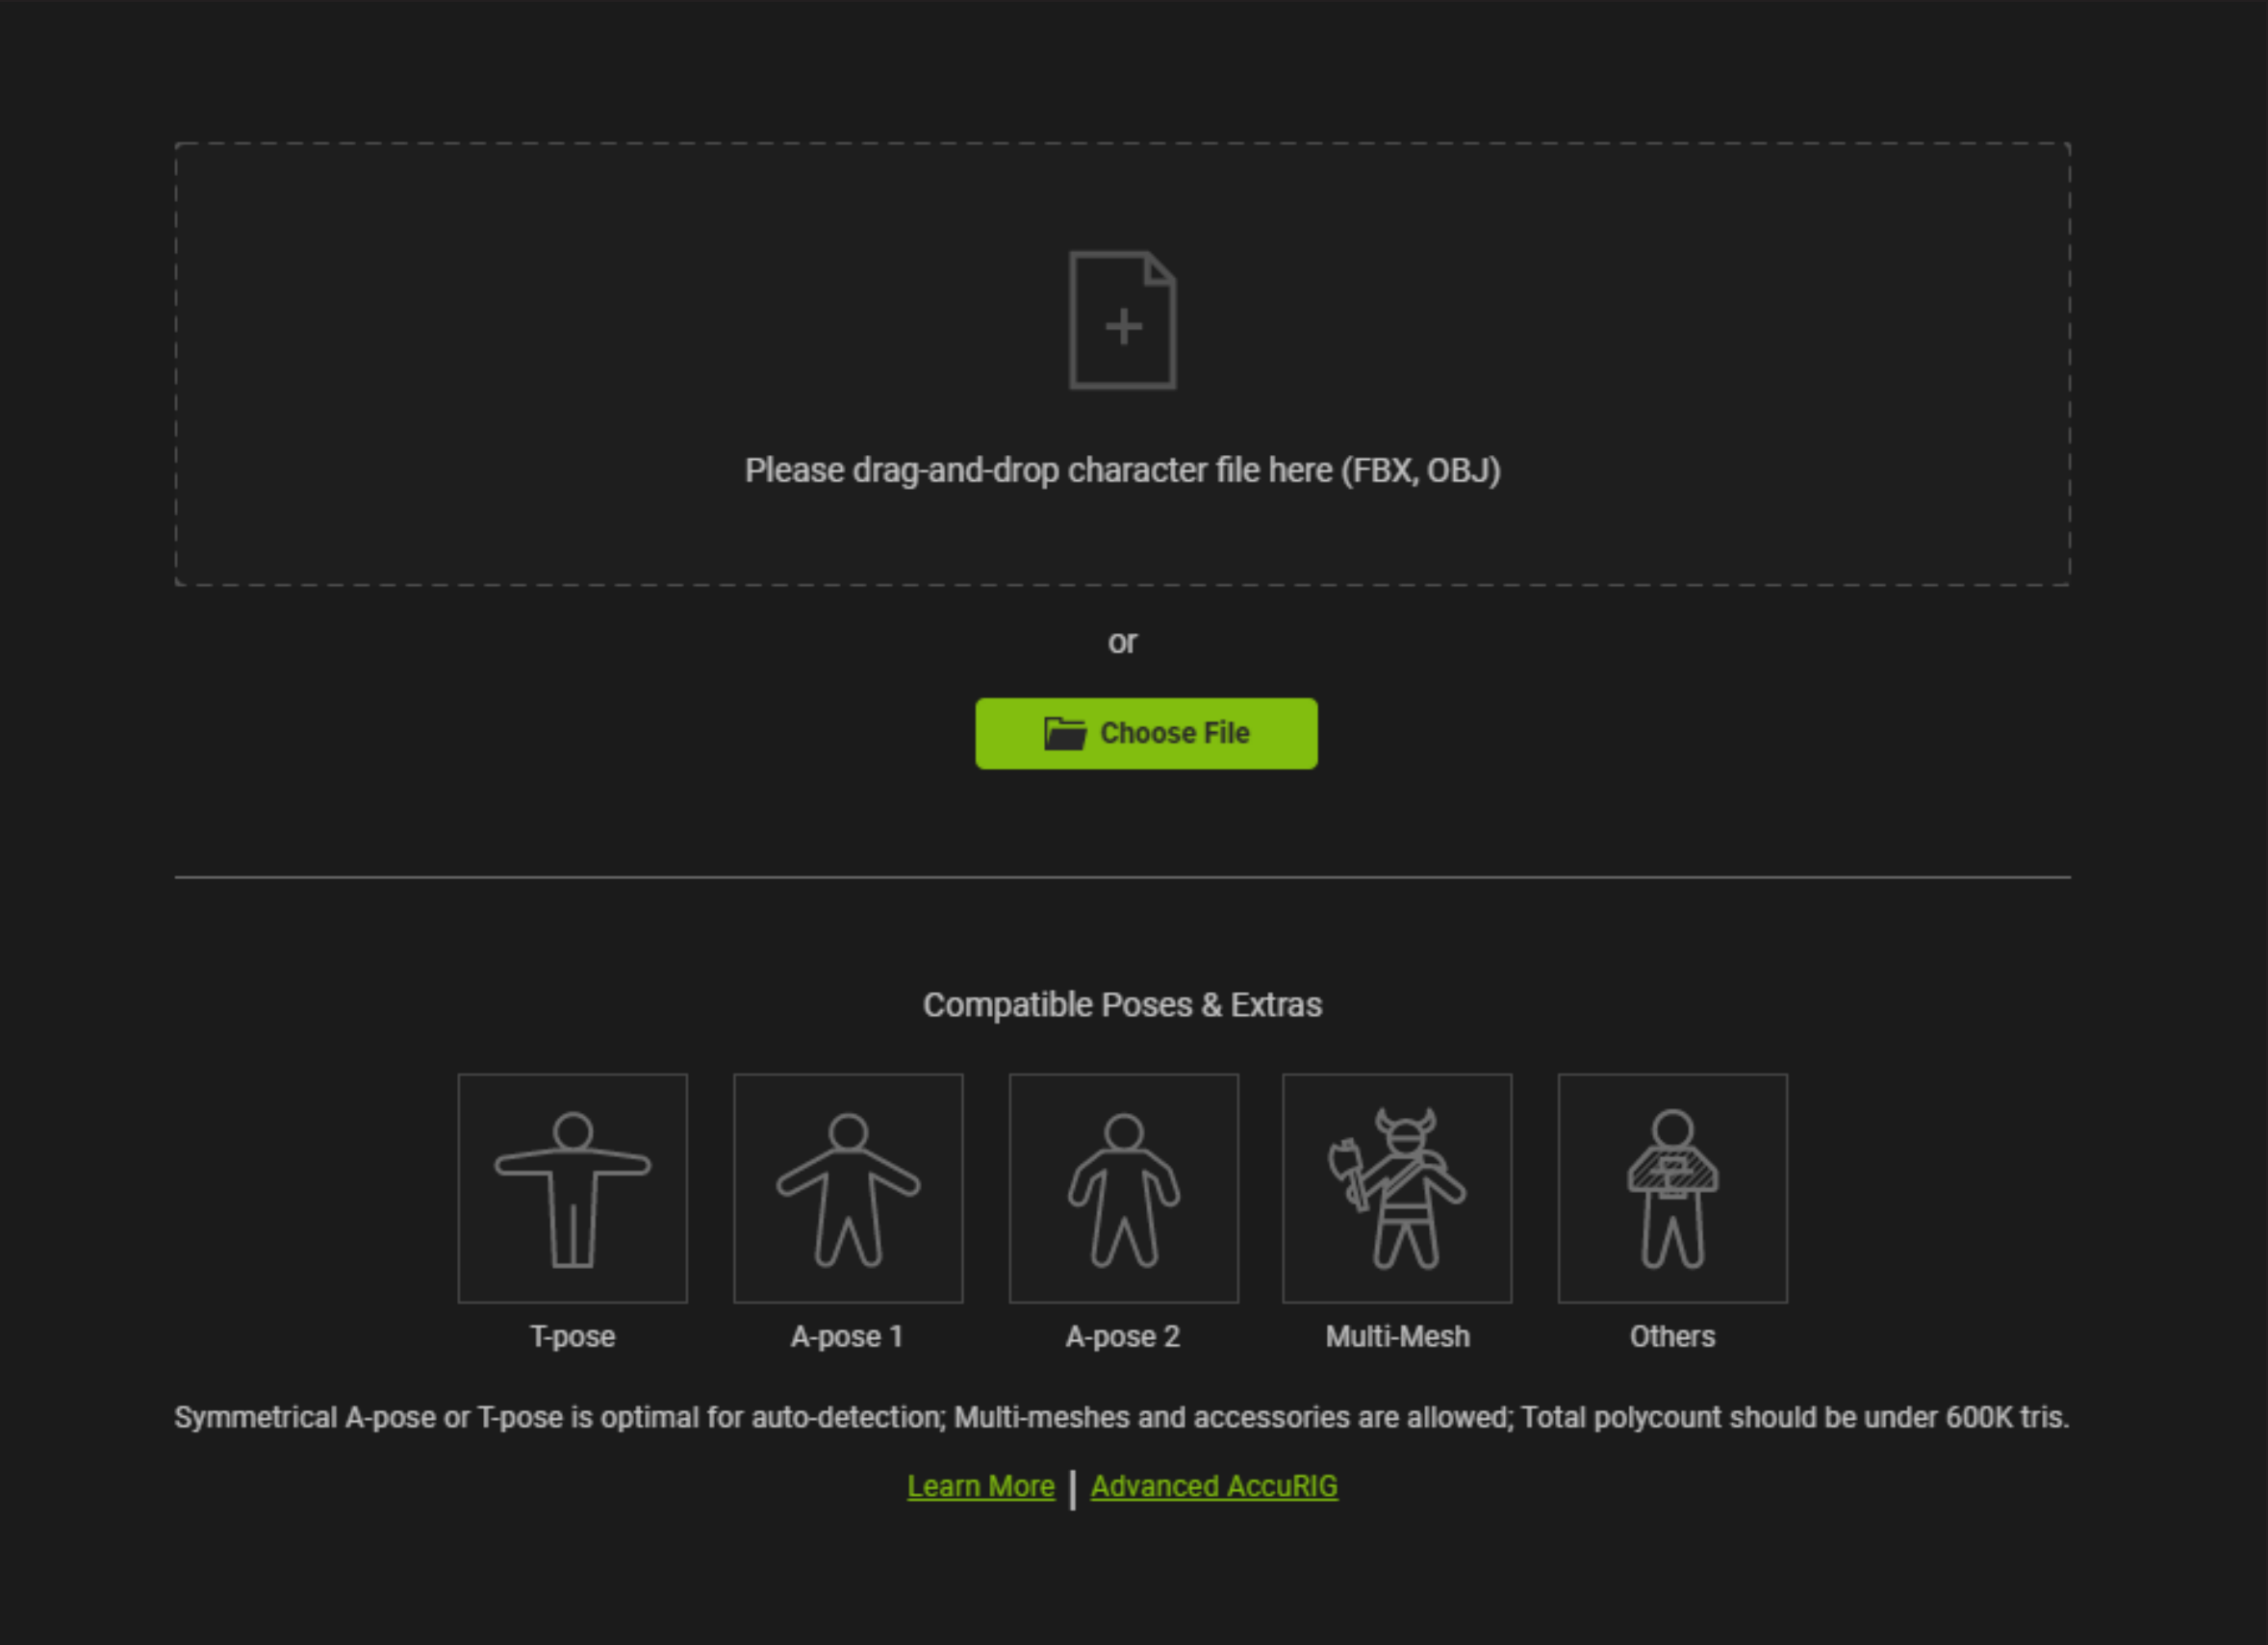 Please drag-and-drop character file here (FBX, OBJ)
or
Choose File
Compatible Poses & Extras
T-pose
A-pose 1
A-pose 2
Multi-Mesh
Others
Symmetrical A-pose or T-pose is optimal for auto-detection; Multi-meshes and accessories are allowed; Total polycount should be under 600K tris.
Learn More | Advanced AccuRIG